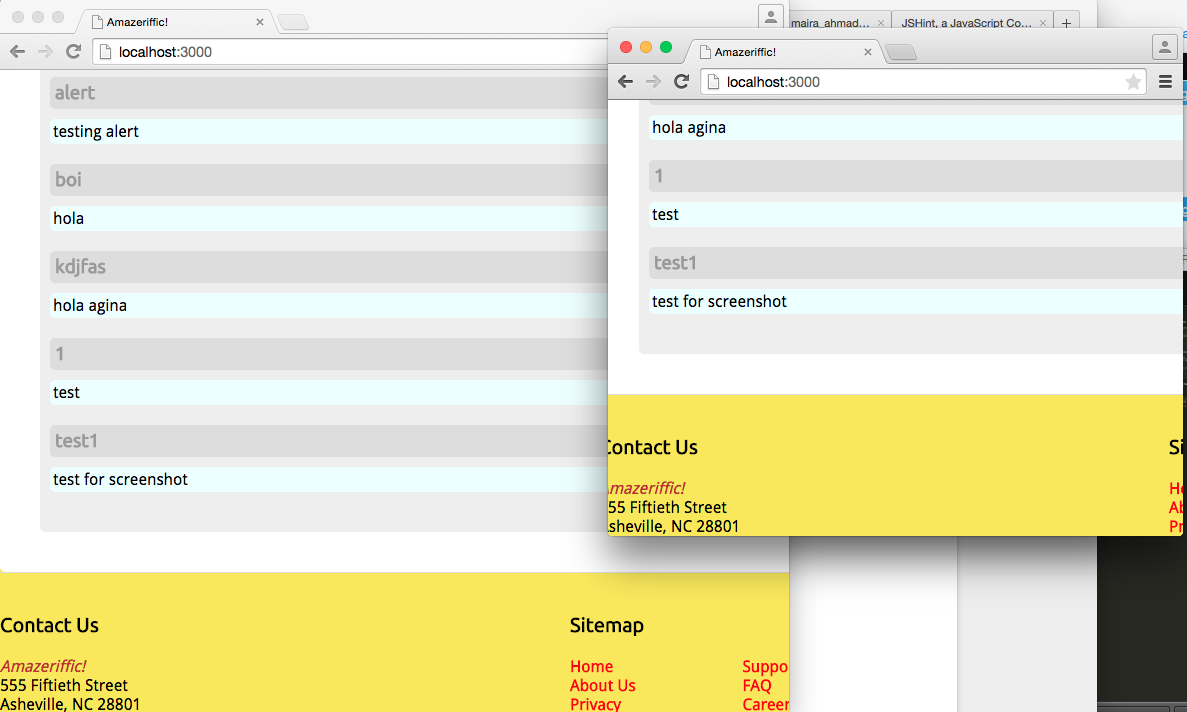 Amazeriffic!
localhost:3000
alert
testing alert
boi
hola
kdjfas
hola agina
1
test
test1
test for screenshot
Contact Us
Amazeriffic!
555 Fiftieth Street
Asheville, NC 28801
Sitemap
Home
About Us
Privacy
Suppo
FAQ
Career
maira_ahmad...
JSHint, a JavaScript Co...
Amazeriffic!
localhost:3000
hola agina
1
test
test1
test for screenshot
Contact Us
mazeriffic!
55 Fiftieth Street
sheville, NC 28801
Si
H
Ab
Pr